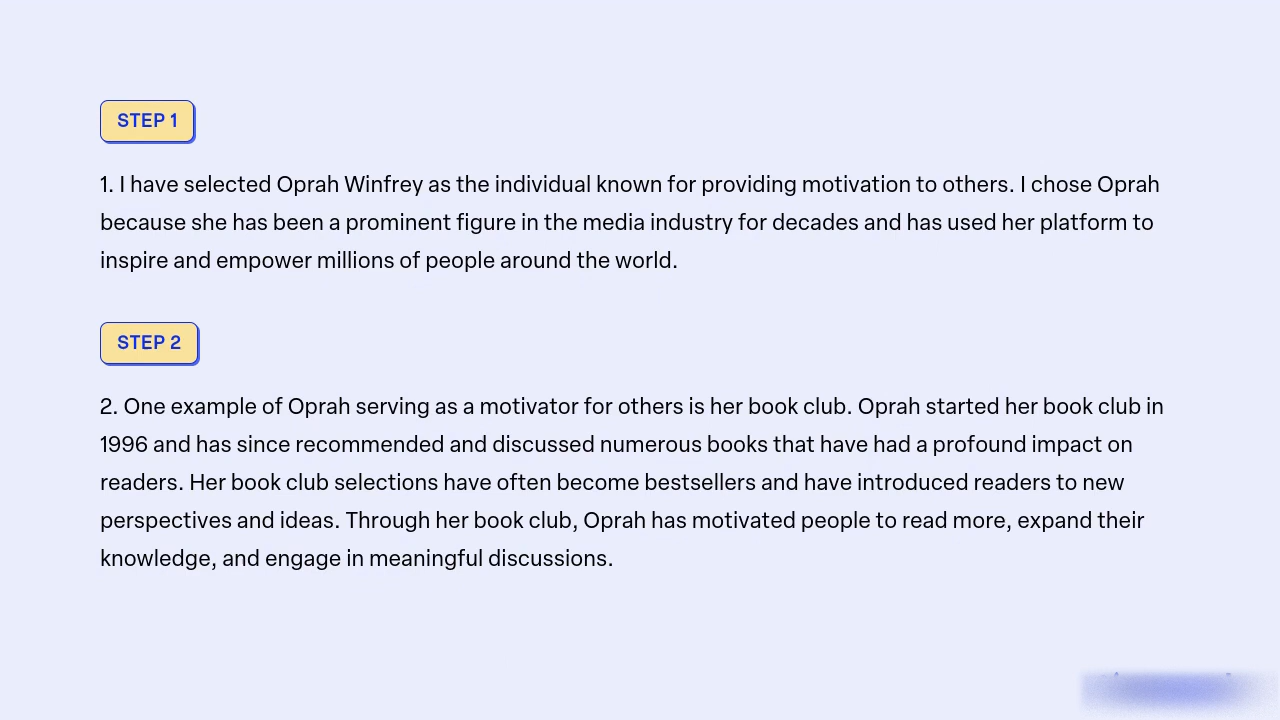 STEP 1
1. I have selected Oprah Winfrey as the individual known for providing motivation to others. I chose Oprah
because she has been a prominent figure in the media industry for decades and has used her platform to
inspire and empower millions of people around the world.
STEP 2
2. One example of Oprah serving as a motivator for others is her book club. Oprah started her book club in
1996 and has since recommended and discussed numerous books that have had a profound impact on
readers. Her book club selections have often become bestsellers and have introduced readers to new
perspectives and ideas. Through her book club, Oprah has motivated people to read more, expand their
knowledge, and engage in meaningful discussions.